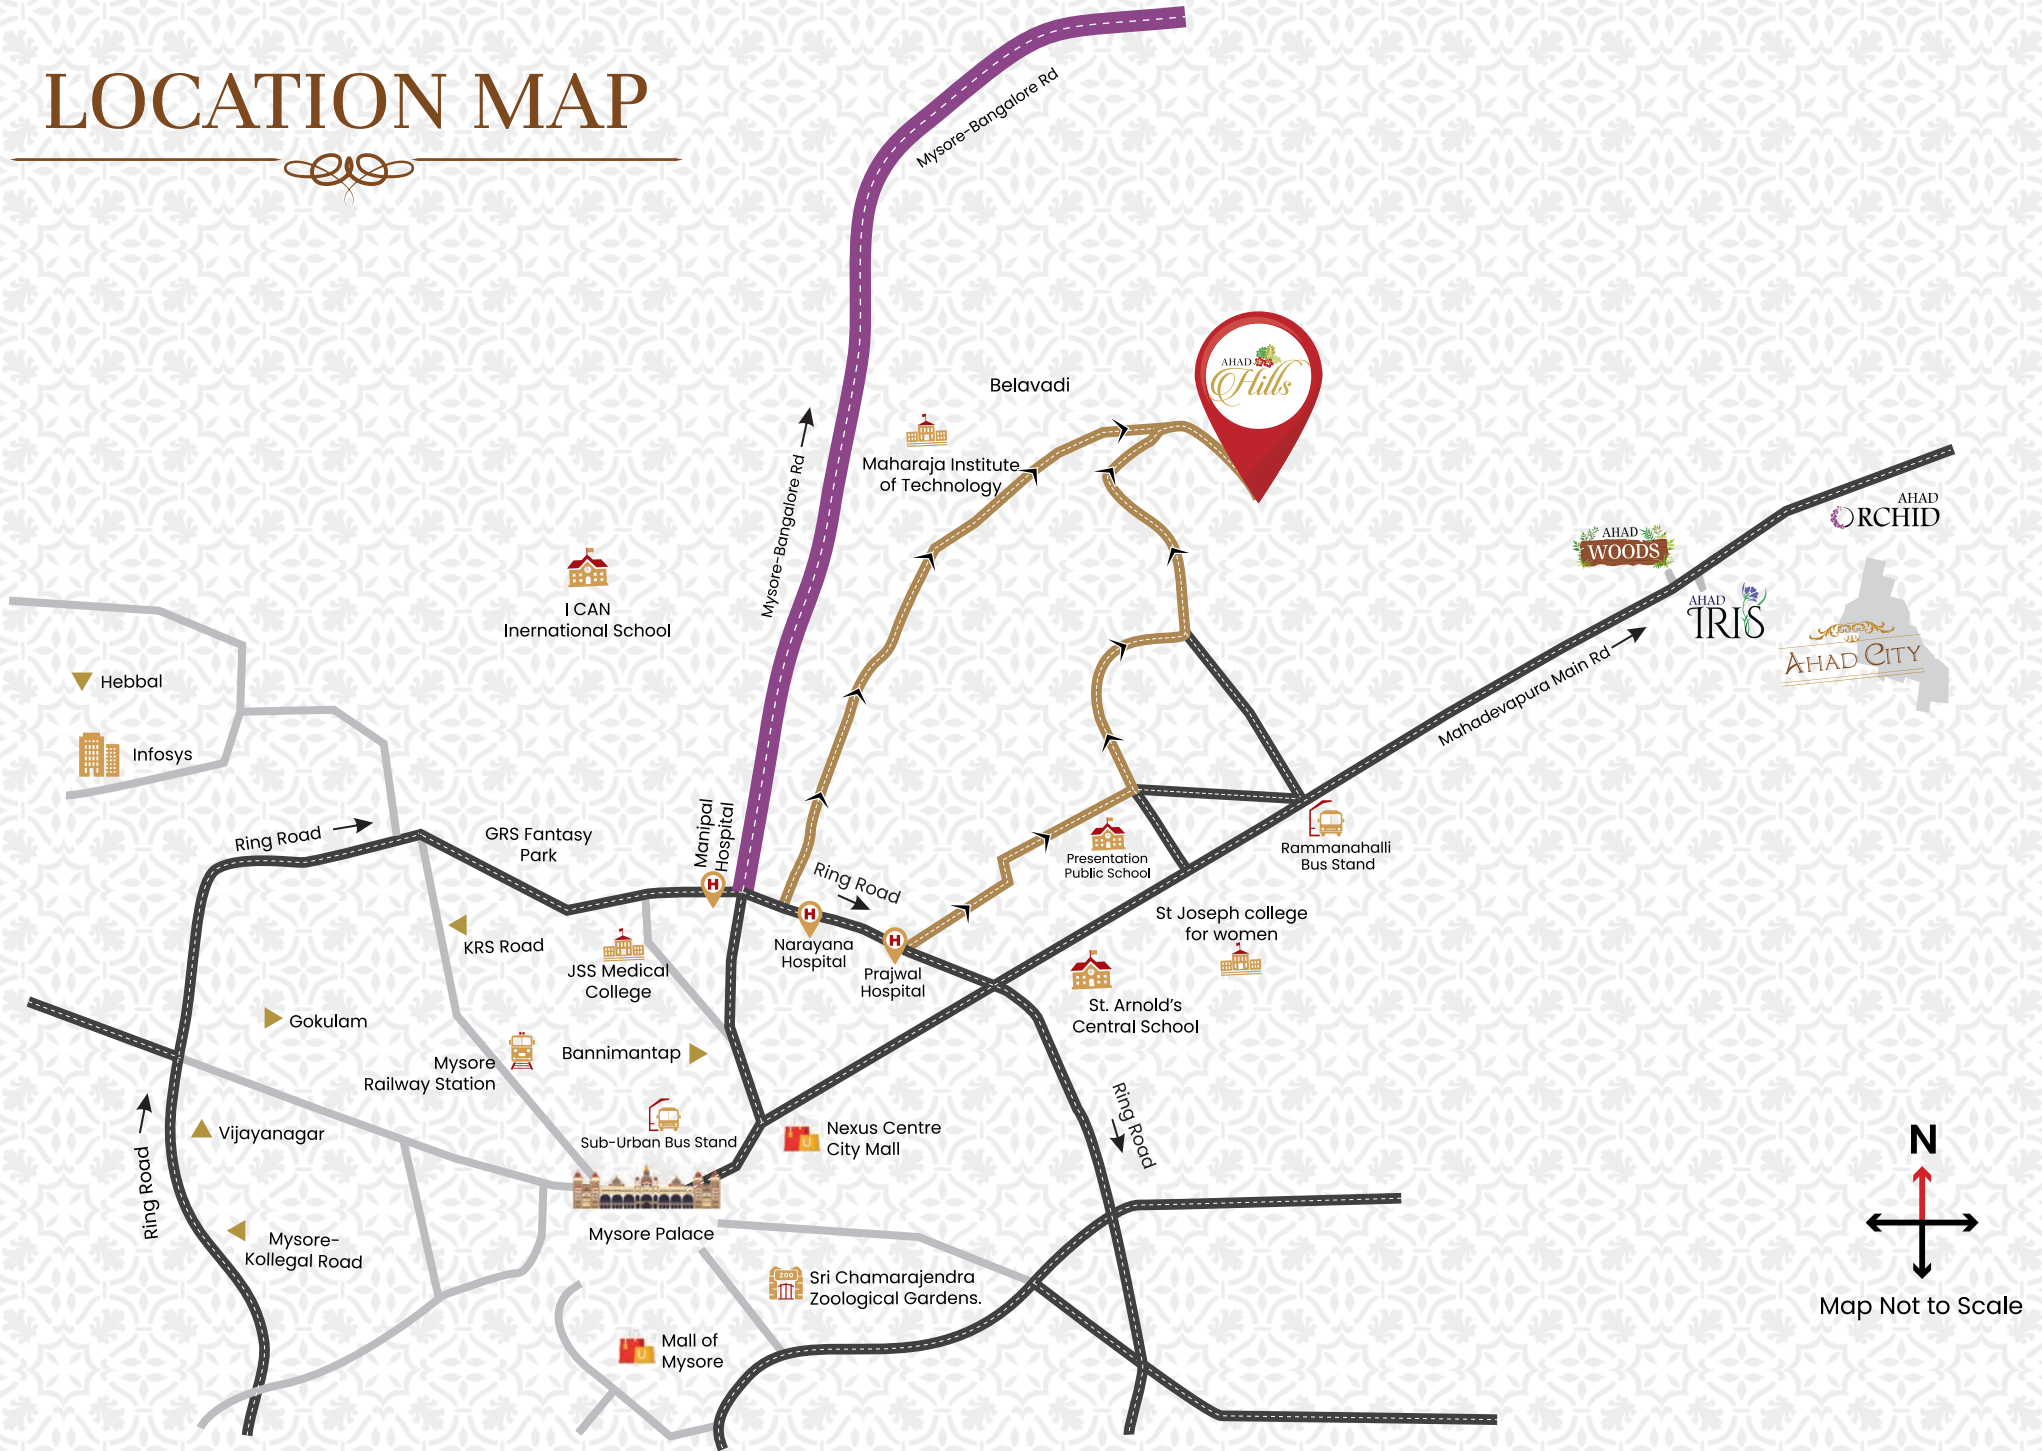 LOCATION MAP
Mysore-Bangalore Rd
AHAD
Hills
Belavadi
Maharaja Institute
of Technology
Mysore-Bangalore Rd
I CAN
Inernational School
AHAD
ORCHID
AHAD
WOODS
AHAD
IRIS
AHAD CITY
Mahadevapura Main Rd
Hebbal
Infosys
Ring Road
GRS Fantasy
Park
Manipal
Hospital
H
Ring Road
H
Narayana
Hospital
H
Prajwal
Hospital
Presentation
Public School
Rammanahalli
Bus Stand
St Joseph college
for women
St. Arnold's
Central School
KRS Road
JSS Medical
College
Gokulam
Mysore
Railway Station
Bannimantap
Vijayanagar
Sub-Urban Bus Stand
Nexus Centre
City Mall
Ring Road
Ring Road
Mysore-
Kollegal Road
Mysore Palace
ZOO
Sri Chamarajendra
Zoological Gardens.
Mall of
Mysore
N
Map Not to Scale